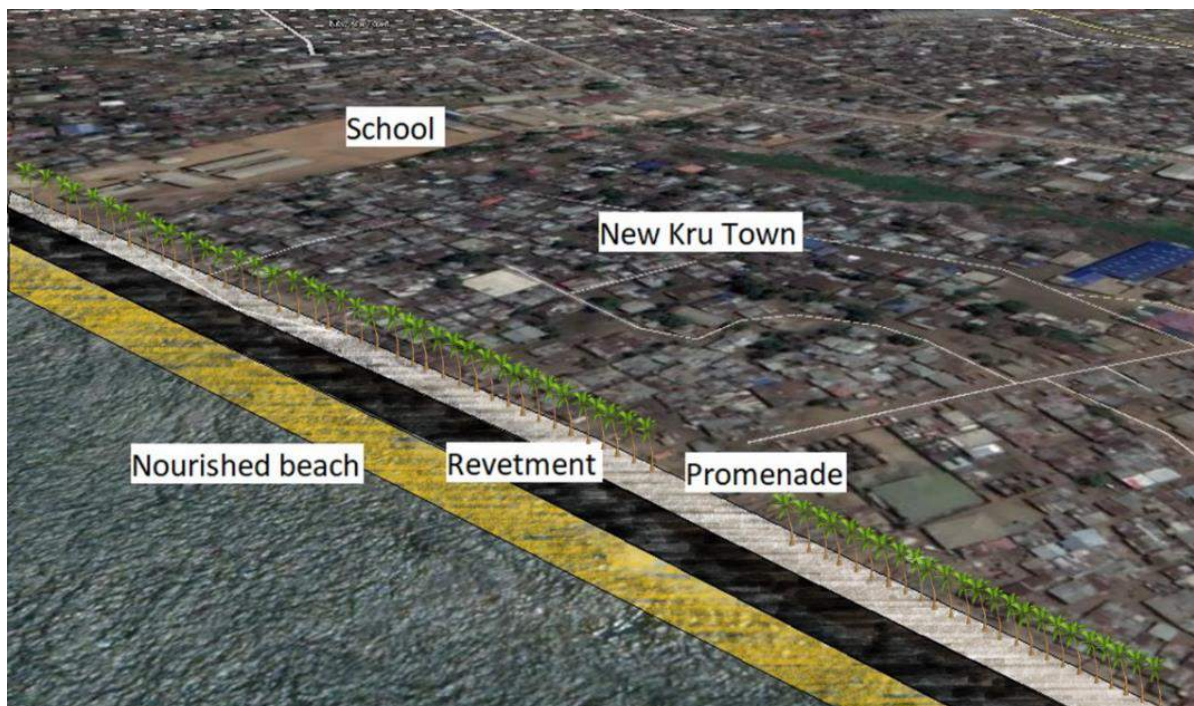 School
New Kru Town
Nourished beach
Revetment
Promenade